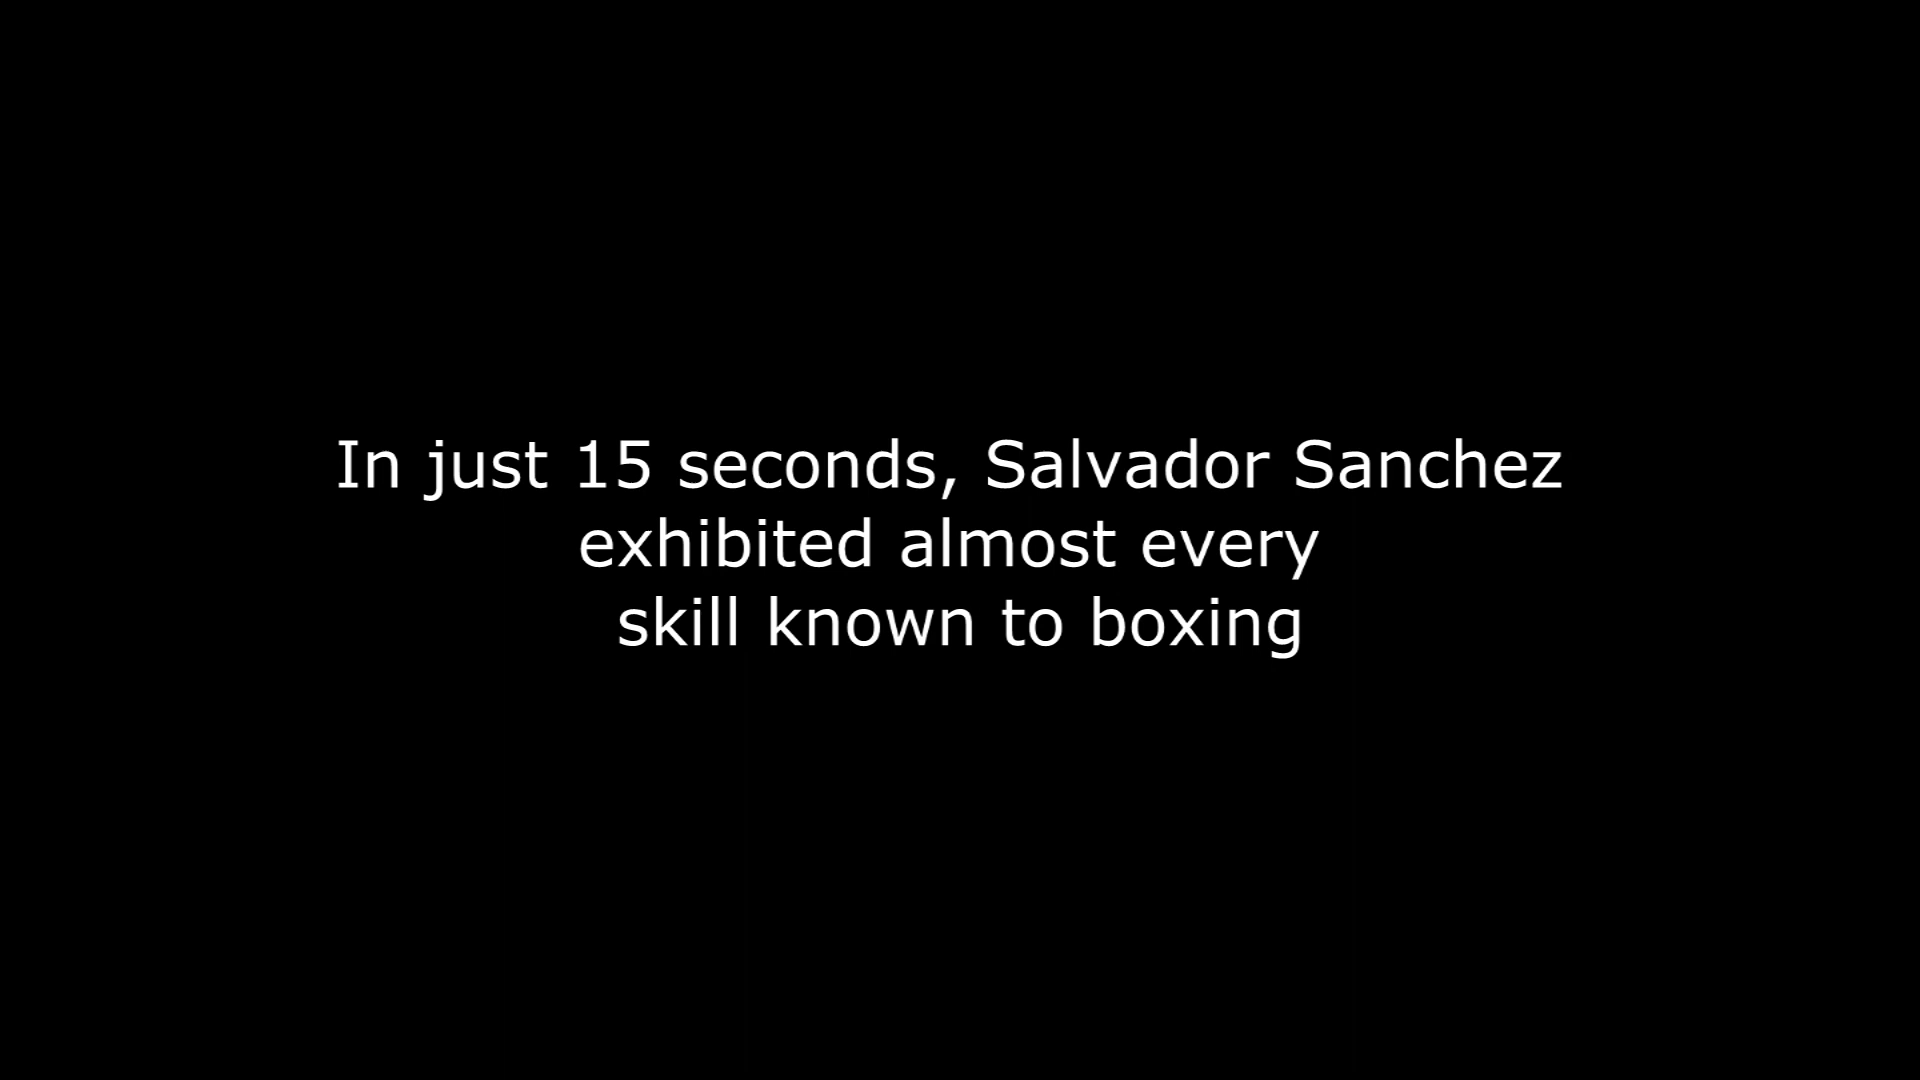 In just 15 seconds, Salvador Sanchez
exhibited almost every
skill known to boxing